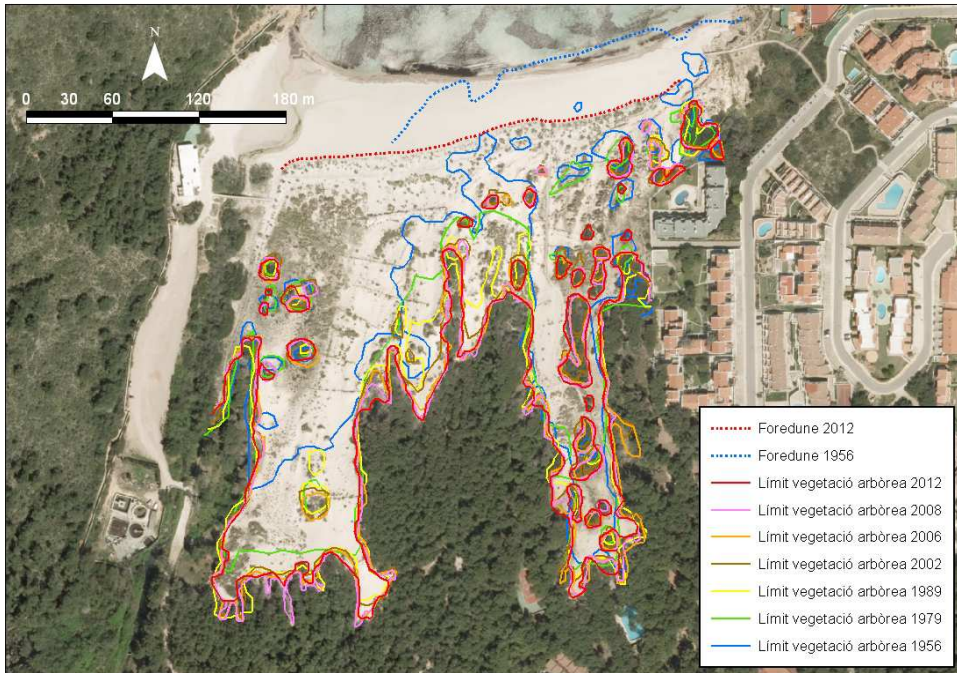 N
0 30 60 120 180 m
Foredune 2012
Foredune 1956
Límit vegetació arbòrea 2012
Límit vegetació arbòrea 2008
Límit vegetació arbòrea 2006
Límit vegetació arbòrea 2002
Límit vegetació arbòrea 1989
Límit vegetació arbòrea 1979
Límit vegetació arbòrea 1956